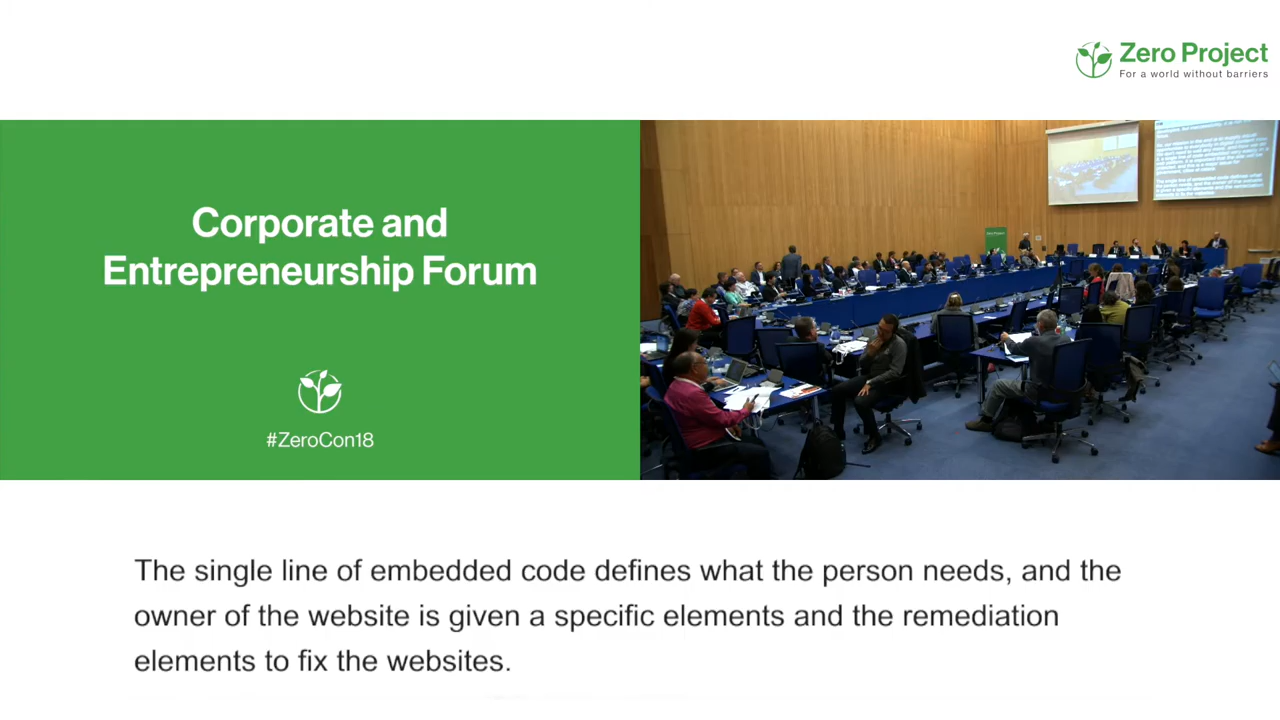 Zero Project
For a world without barriers
Corporate and
Entrepreneurship Forum
#ZeroCon18
The single line of embedded code defines what the person needs, and the
owner of the website is given a specific elements and the remediation
elements to fix the websites.